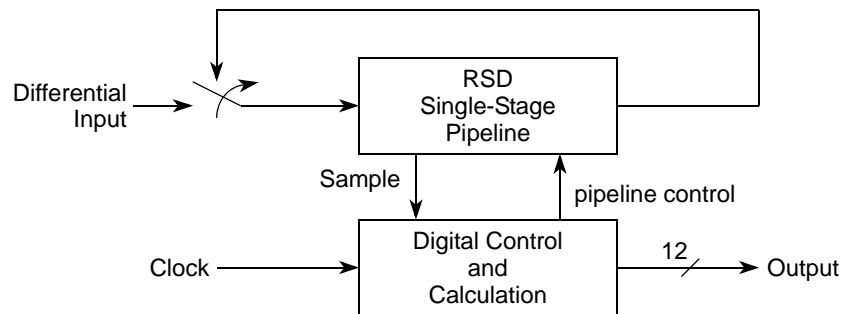 RSD
Single-Stage
Pipeline
Differential
Input
Sample
pipeline control
Digital Control
and
Calculation
Clock
12
Output